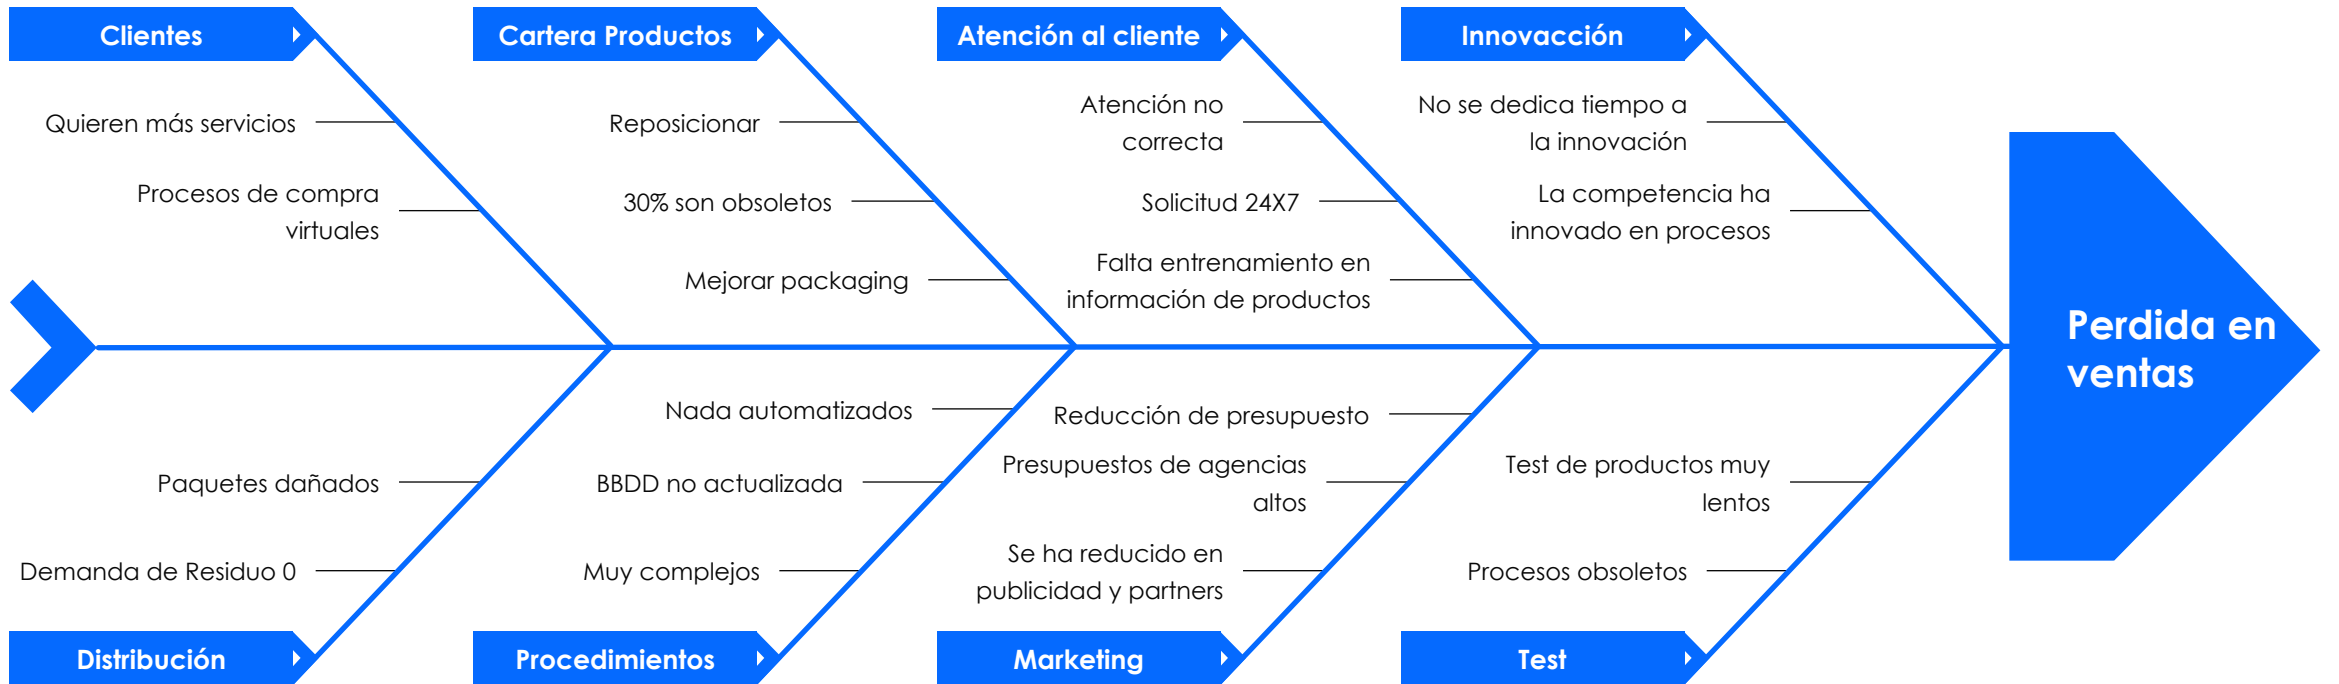 Clientes
Cartera Productos
Atención al cliente
Innovacción
Quieren más servicios
Procesos de compra
virtuales
Reposicionar
30% son obsoletos
Mejorar packaging
Atención no
correcta
Solicitud 24X7
Falta entrenamiento en
información de productos
No se dedica tiempo a
la innovación
La competencia ha
innovado en procesos
Perdida en
ventas
Paquetes dañados
Demanda de Residuo 0
Nada automatizados
BBDD no actualizada
Muy complejos
Reducción de presupuesto
Presupuestos de agencias
altos
Se ha reducido en
publicidad y partners
Test de productos muy
lentos
Procesos obsoletos
Distribución
Procedimientos
Marketing
Test